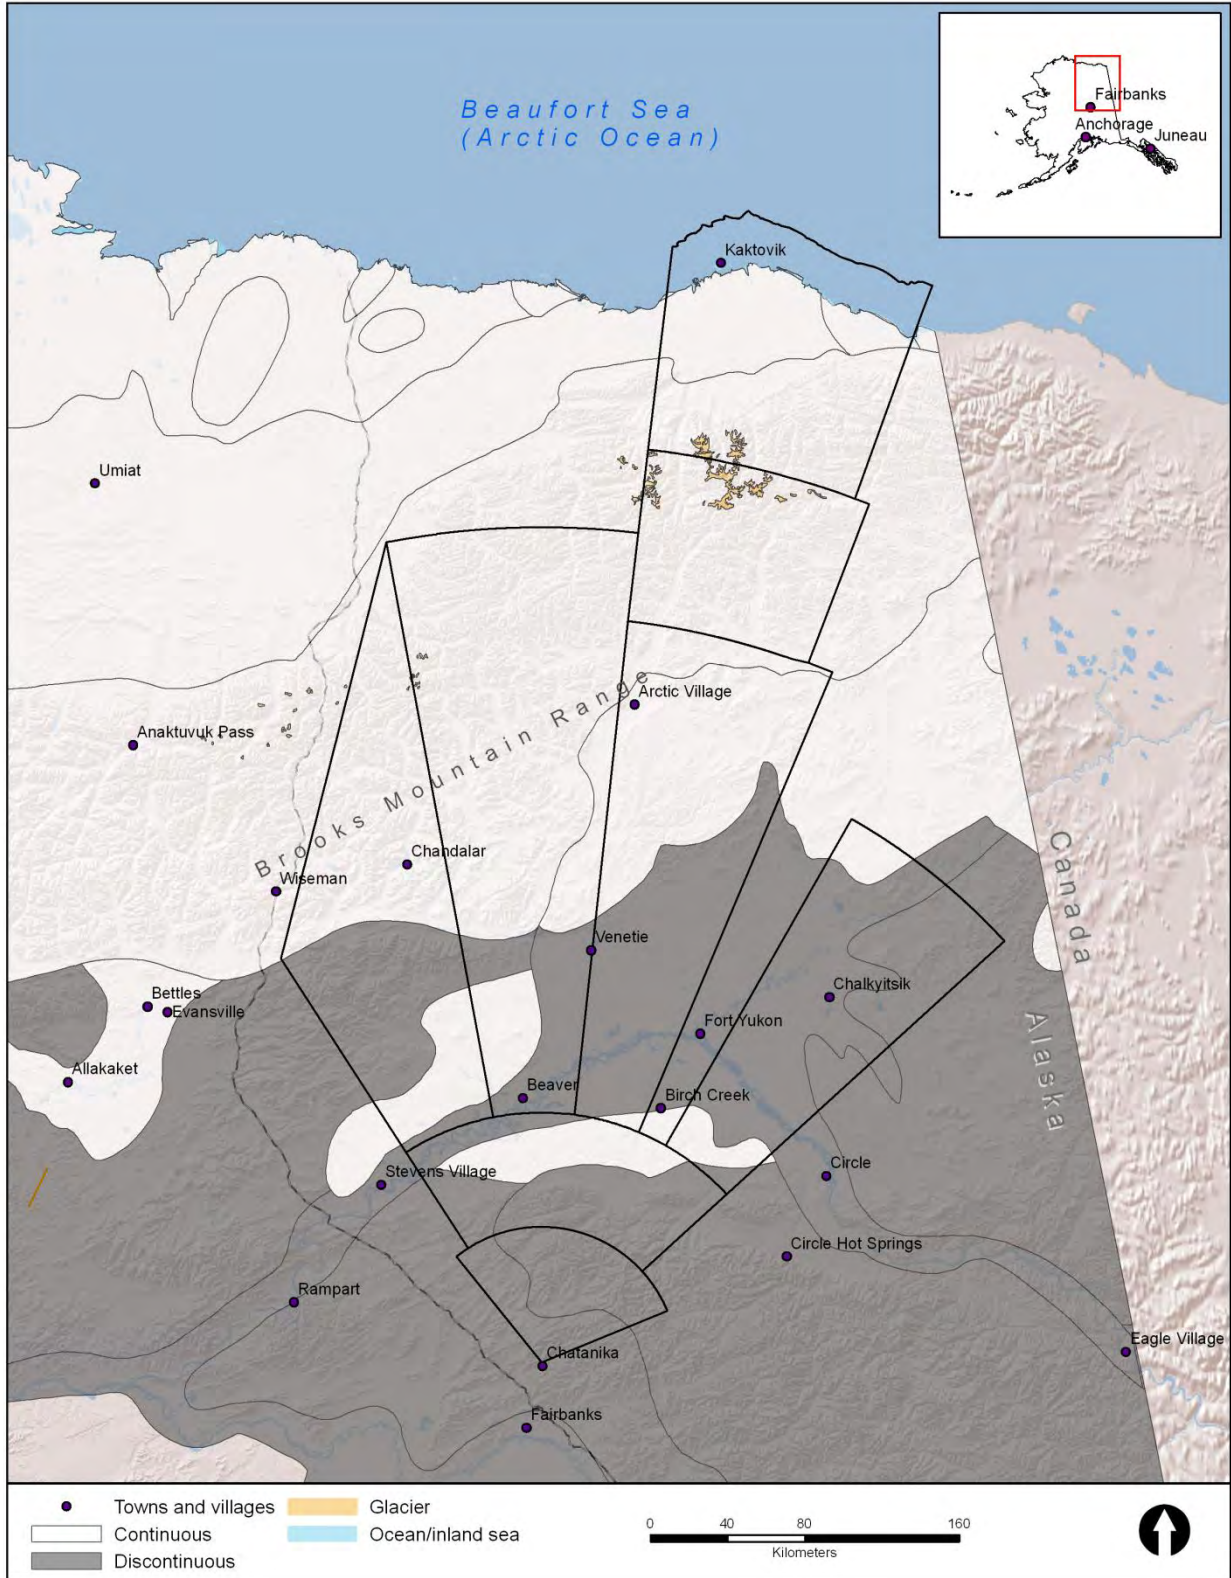 Beaufort Sea
(Arctic Ocean)
Fairbanks
Anchorage
Juneau
Kaktovik
Umiat
Arctic Village
Anaktuvuk Pass
Brooks Mountain Range
Chandalar
Wiseman
Venetie
Bettles
Evansville
Chalkyitsik
Fort Yukon
Canada
Alaska
Allakaket
Beaver
Birch Creek
Stevens Village
Circle
Circle Hot Springs
Rampart
Eagle Village
Chatanika
Fairbanks
Towns and villages
Continuous
Discontinuous
Glacier
Ocean/inland sea
0 40 80 160
Kilometers